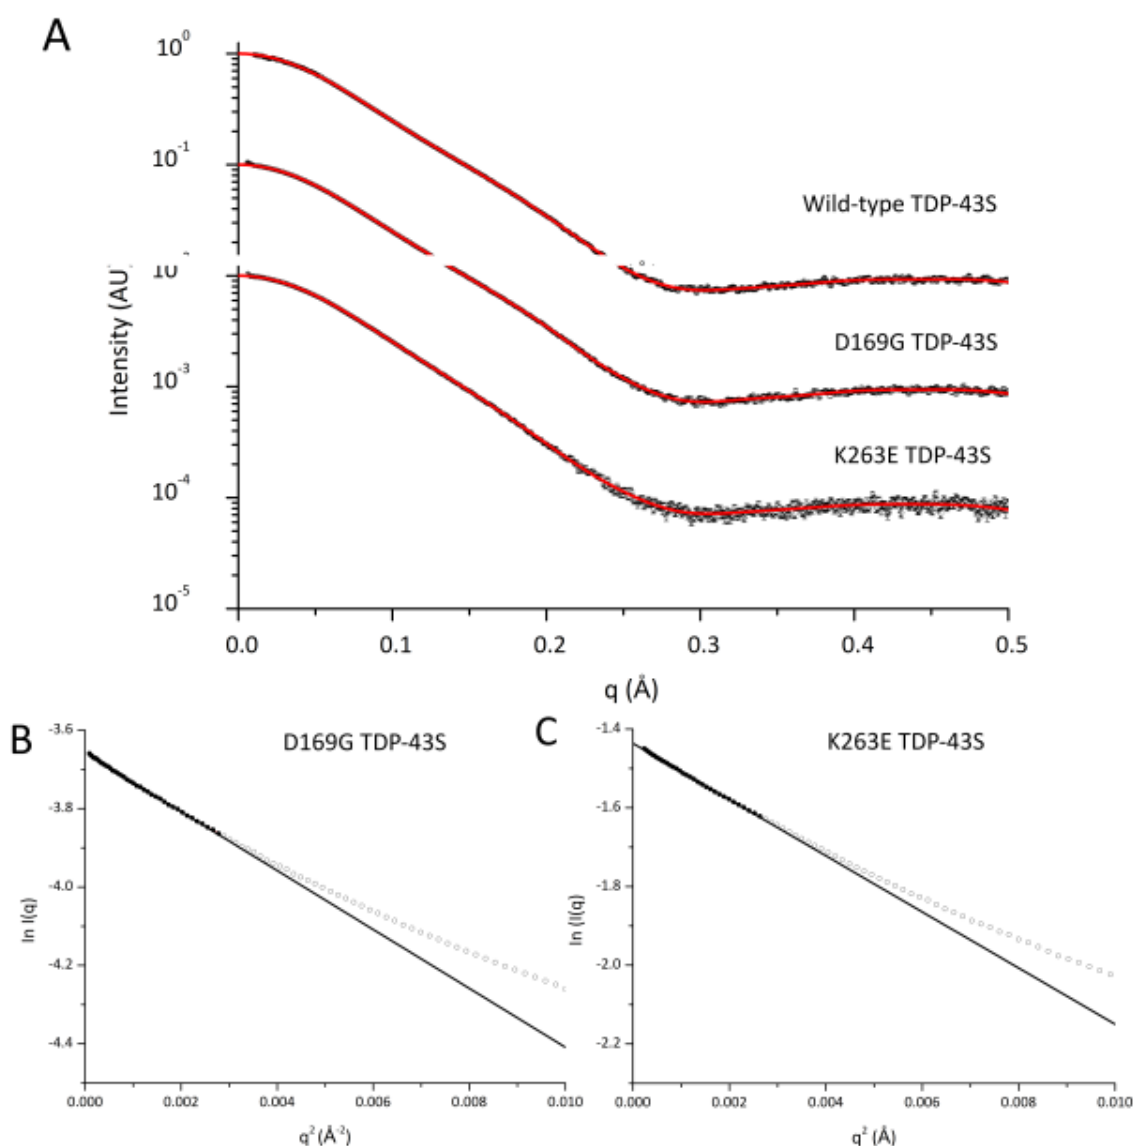 A
10⁰
10⁻¹
10⁻³
10⁻⁴
10⁻⁵
Intensity (AU
Wild-type TDP-43S
D169G TDP-43S
K263E TDP-43S
0.0 0.1 0.2 0.3 0.4 0.5
q (Å)
B
D169G TDP-43S
-3.6
-3.8
-4.0
-4.2
-4.4
ln I(q)
0.000 0.002 0.004 0.006 0.008 0.010
q² (Å⁻²)
C
K263E TDP-43S
-1.4
-1.6
-1.8
-2.0
-2.2
ln (I(q)
0.000 0.002 0.004 0.006 0.008 0.010
q² (Å)